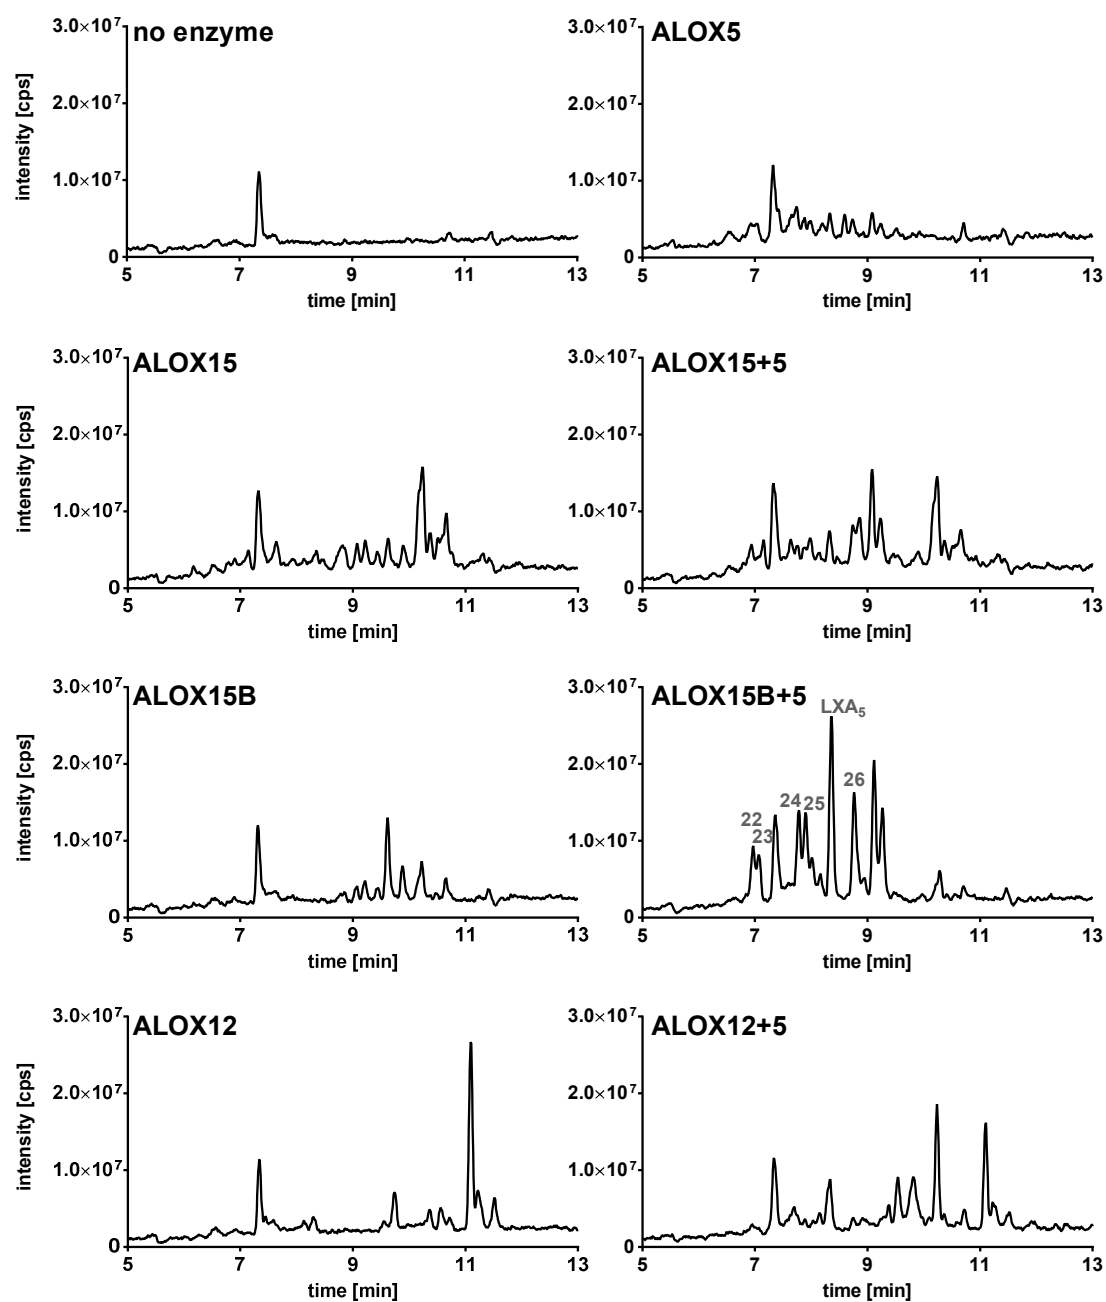 no enzyme
3.0×10⁷
2.0×10⁷
1.0×10⁷
0
intensity [cps]
5 7 9 11 13
time [min]
ALOX5
3.0×10⁷
2.0×10⁷
1.0×10⁷
0
5 7 9 11 13
time [min]
ALOX15
3.0×10⁷
2.0×10⁷
1.0×10⁷
0
intensity [cps]
5 7 9 11 13
time [min]
ALOX15+5
3.0×10⁷
2.0×10⁷
1.0×10⁷
0
5 7 9 11 13
time [min]
ALOX15B
3.0×10⁷
2.0×10⁷
1.0×10⁷
0
intensity [cps]
5 7 9 11 13
time [min]
ALOX15B+5
3.0×10⁷
2.0×10⁷
1.0×10⁷
0
LXA₅
22
23
24
25
26
5 7 9 11 13
time [min]
ALOX12
3.0×10⁷
2.0×10⁷
1.0×10⁷
0
intensity [cps]
5 7 9 11 13
time [min]
ALOX12+5
3.0×10⁷
2.0×10⁷
1.0×10⁷
0
5 7 9 11 13
time [min]